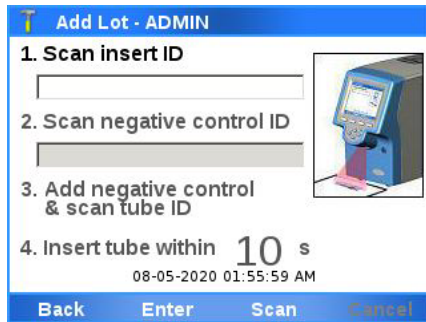 Add Lot - ADMIN
1. Scan insert ID
2. Scan negative control ID
3. Add negative control
& scan tube ID
4. Insert tube within 10 s
08-05-2020 01:55:59 AM
Back Enter Scan Cancel